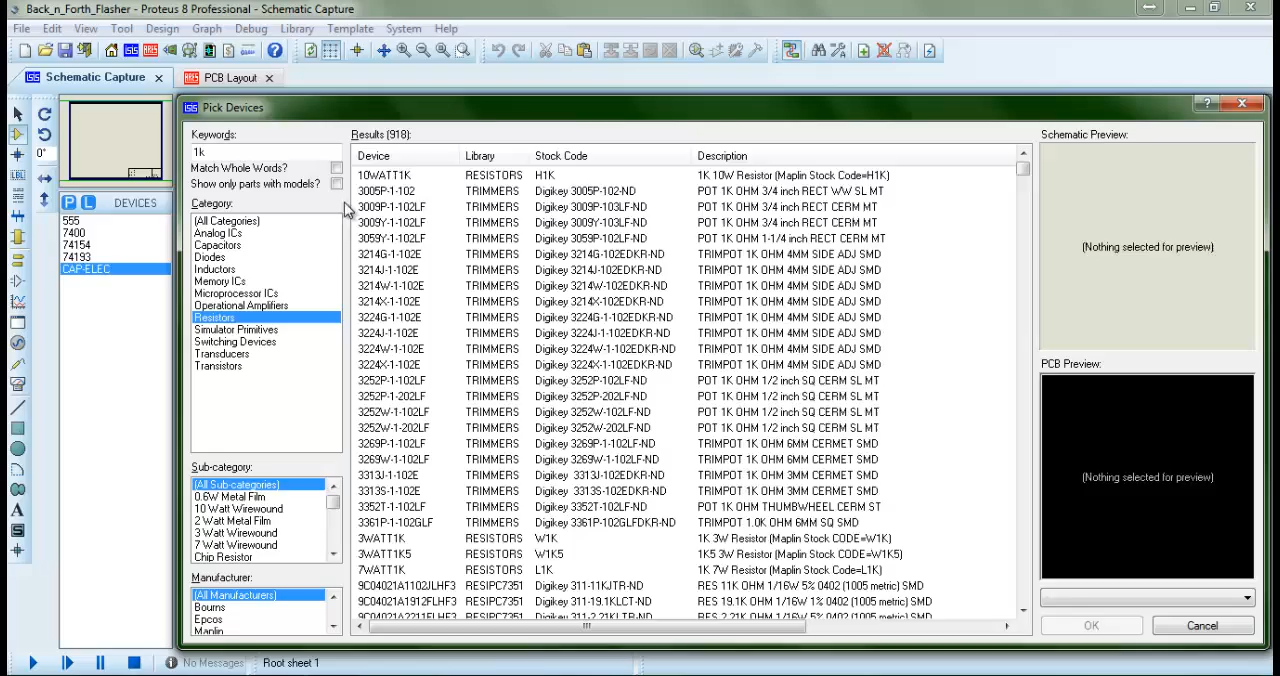 Back_n_Forth_Flasher - Proteus 8 Professional - Schematic Capture
File Edit View Tool Design Graph Debug Library Template System Help
Schematic Capture
PCB Layout
Pick Devices
Keywords:
1k
Match Whole Words?
Show only parts with models?
Category:
(All Categories)
Analog ICs
Capacitors
Diodes
Inductors
Memory ICs
Microprocessor ICs
Operational Amplifiers
Resistors
Simulator Primitives
Switching Devices
Transducers
Transistors
Sub-category:
(All Sub-categories)
0.6W Metal Film
10 Watt Wirewound
2 Watt Metal Film
3 Watt Wirewound
7 Watt Wirewound
Chip Resistor
Manufacturer:
(All Manufacturers)
Bourns
Epcos
Maplin
0°
P L DEVICES
555
7400
74154
74193
CAP-ELEC
Results (918):
Device Library Stock Code Description
10WATT1K RESISTORS H1K 1K 10W Resistor (Maplin Stock Code=H1K)
3005P-1-102 TRIMMERS Digikey 3005P-102-ND POT 1K OHM 3/4 inch RECT WW SL MT
3009P-1-102LF TRIMMERS Digikey 3009P-103LF-ND POT 1K OHM 3/4 inch RECT CERM MT
3009Y-1-102LF TRIMMERS Digikey 3009Y-103LF-ND POT 1K OHM 3/4 inch RECT CERM MT
3059Y-1-102LF TRIMMERS Digikey 3059P-102LF-ND POT 1K OHM 1-1/4 inch RECT CERM MT
3214G-1-102E TRIMMERS Digikey 3214G-1-102EDKR-ND TRIMPOT 1K OHM 4MM SIDE ADJ SMD
3214J-1-102E TRIMMERS Digikey 3214J-1-102EDKR-ND TRIMPOT 1K OHM 4MM SIDE ADJ SMD
3214W-1-102E TRIMMERS Digikey 3214W-1-102EDKR-ND TRIMPOT 1K OHM 4MM SIDE ADJ SMD
3214X-1-102E TRIMMERS Digikey 3214X-1-102EDKR-ND TRIMPOT 1K OHM 4MM SIDE ADJ SMD
3224G-1-102E TRIMMERS Digikey 3224G-1-102EDKR-ND TRIMPOT 1K OHM 4MM SIDE ADJ SMD
3224J-1-102E TRIMMERS Digikey 3224J-1-102EDKR-ND TRIMPOT 1K OHM 4MM SIDE ADJ SMD
3224W-1-102E TRIMMERS Digikey 3224W-1-102EDKR-ND TRIMPOT 1K OHM 4MM SIDE ADJ SMD
3224X-1-102E TRIMMERS Digikey 3224X-1-102EDKR-ND TRIMPOT 1K OHM 4MM SIDE ADJ SMD
3252P-1-102LF TRIMMERS Digikey 3252P-102LF-ND POT 1K OHM 1/2 inch SQ CERM SL MT
3252P-1-202LF TRIMMERS Digikey 3252P-202LF-ND POT 1K OHM 1/2 inch SQ CERM SL MT
3252W-1-102LF TRIMMERS Digikey 3252W-102LF-ND POT 1K OHM 1/2 inch SQ CERM SL MT
3252W-1-202LF TRIMMERS Digikey 3252W-202LF-ND POT 1K OHM 1/2 inch SQ CERM SL MT
3269P-1-102LF TRIMMERS Digikey 3269P-1-102LF-ND TRIMPOT 1K OHM 6MM CERMET SMD
3269W-1-102LF TRIMMERS Digikey 3269W-1-102LF-ND TRIMPOT 1K OHM 6MM CERMET SMD
3313J-1-102E TRIMMERS Digikey 3313J-102EDKR-ND TRIMPOT 1K OHM 3MM CERMET SMD
3313S-1-102E TRIMMERS Digikey 3313S-102EDKR-ND TRIMPOT 1K OHM 3MM CERMET SMD
3352T-1-102LF TRIMMERS Digikey 3352T-102LF-ND POT 1K OHM THUMBWHEEL CERM ST
3361P-1-102GLF TRIMMERS Digikey 3361P-102GLFDKR-ND TRIMPOT 1.0K OHM 6MM SQ SMD
3WATT1K RESISTORS W1K 1K 3W Resistor (Maplin Stock CODE=W1K)
3WATT1K5 RESISTORS W1K5 1K5 3W Resistor (Maplin Stock CODE=W1K5)
7WATT1K RESISTORS L1K 1K 7W Resistor (Maplin Stock Code=L1K)
9C04021A1102JLHF3 RESIPC7351 Digikey 311-11KJTR-ND RES 11K OHM 1/16W 5% 0402 (1005 metric) SMD
9C04021A1912FLHF3 RESIPC7351 Digikey 311-19.1KLCT-ND RES 19.1K OHM 1/16W 1% 0402 (1005 metric) SMD
9C04021A2211FLHF3 RESIPC7351 Digikey 311-2.21KLCT-ND RES 2.21K OHM 1/16W 1% 0402 (1005 metric) SMD
Schematic Preview:
(Nothing selected for preview)
PCB Preview:
(Nothing selected for preview)
OK Cancel
No Messages Root sheet 1